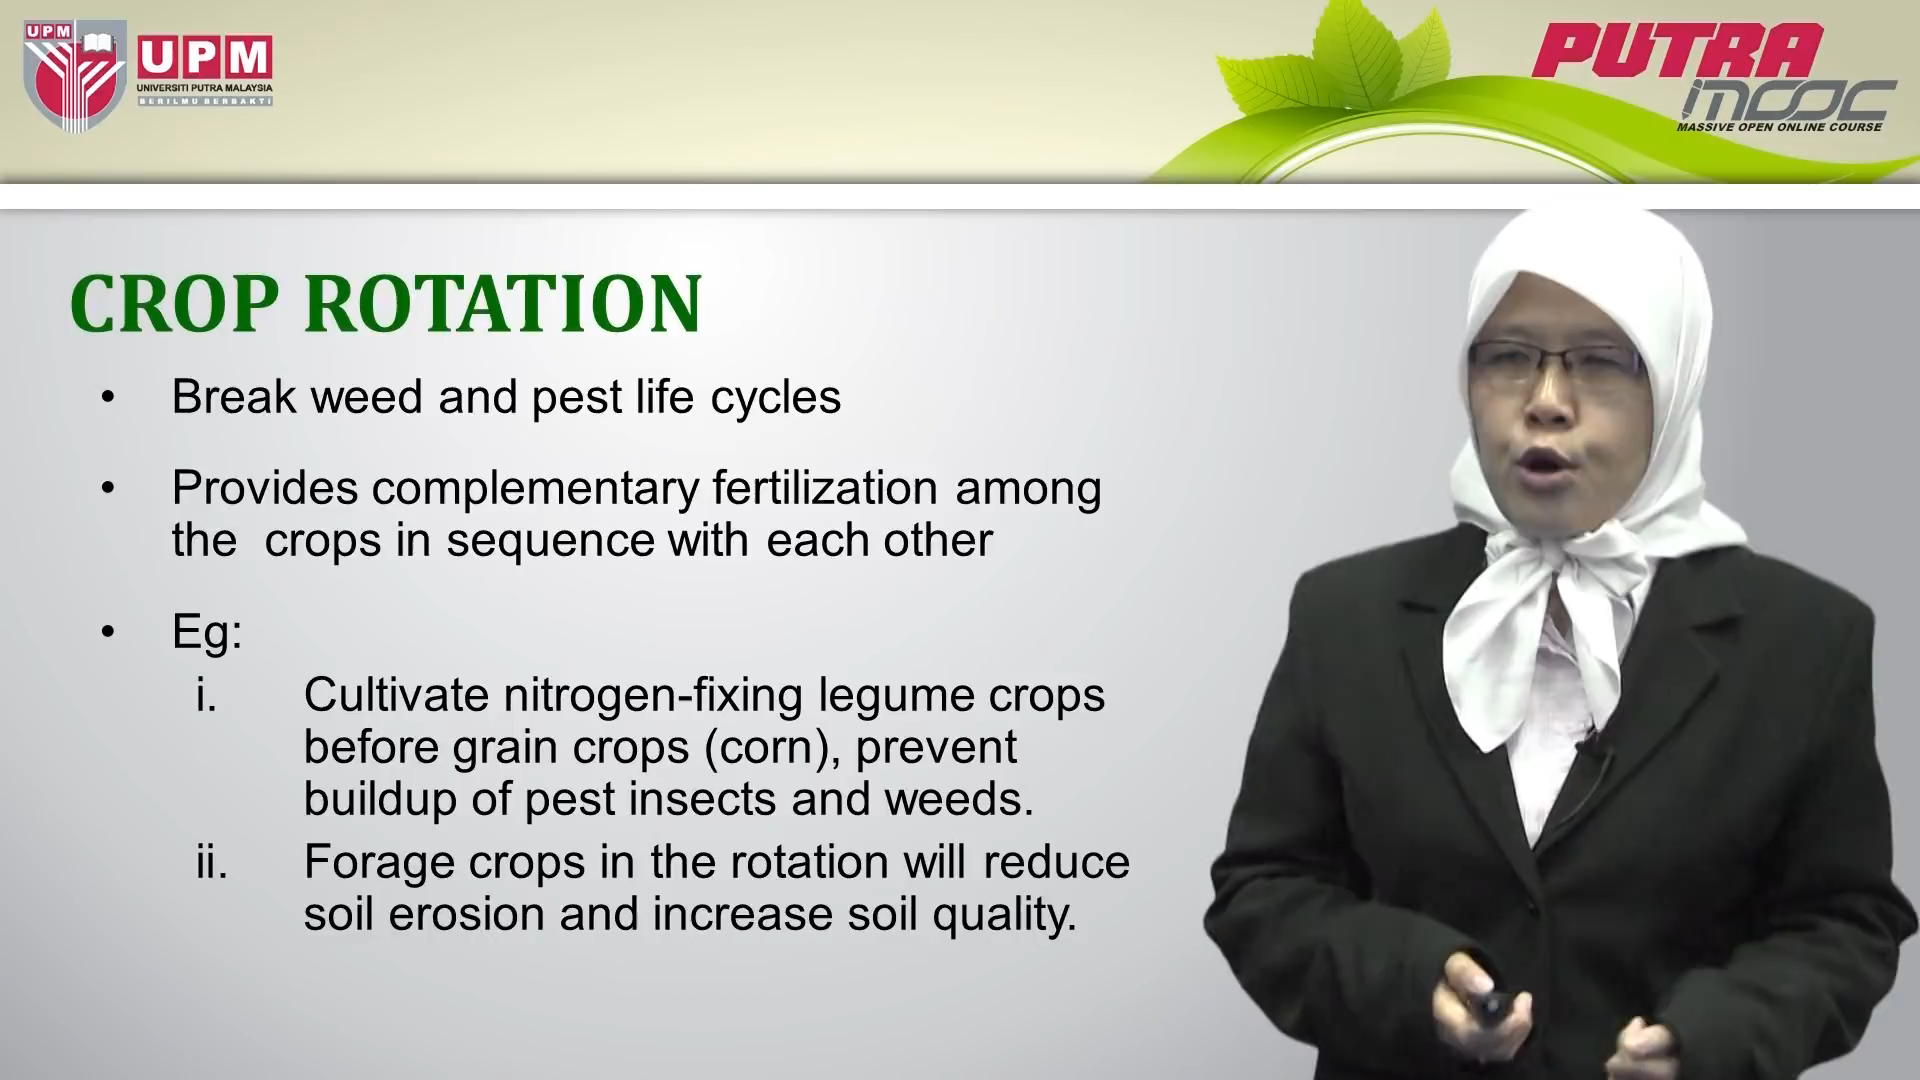 UPM
UPM
UNIVERSITI PUTRA MALAYSIA
BERILMU BERBAKTI
PUTRA
mooc
MASSIVE OPEN ONLINE COURSE
CROP ROTATION
• Break weed and pest life cycles
• Provides complementary fertilization among
the crops in sequence with each other
• Eg:
i. Cultivate nitrogen-fixing legume crops
before grain crops (corn), prevent
buildup of pest insects and weeds.
ii. Forage crops in the rotation will reduce
soil erosion and increase soil quality.